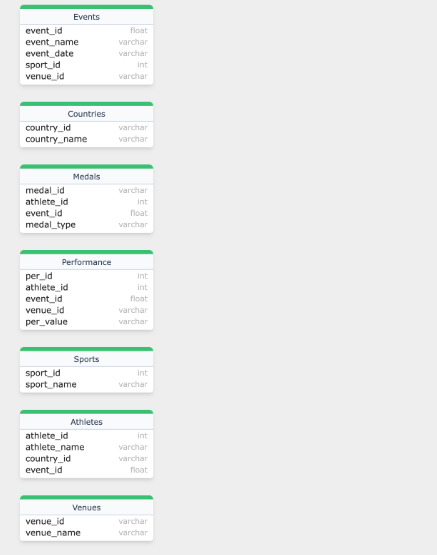 Events
event_id float
event_name varchar
event_date varchar
sport_id int
venue_id varchar
Countries
country_id varchar
country_name varchar
Medals
medal_id varchar
athlete_id int
event_id float
medal_type varchar
Performance
per_id int
athlete_id int
event_id float
venue_id varchar
per_value varchar
Sports
sport_id int
sport_name varchar
Athletes
athlete_id int
athlete_name varchar
country_id varchar
event_id float
Venues
venue_id varchar
venue_name varchar